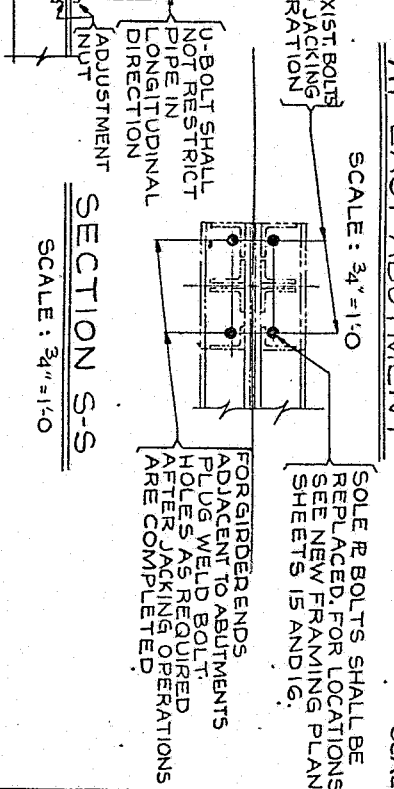 AT EAST ABUTMENT
SCALE: 3/4"=1'-0
EXIST. BOLTS
JACKING
RATION
SOLE ℙ BOLTS SHALL BE
REPLACED. FOR LOCATIONS
SEE NEW FRAMING PLAN
SHEETS 15 AND 16.
U-BOLT SHALL
NOT RESTRICT
PIPE IN
LONGITUDINAL
DIRECTION
ADJUSTMENT
NUT
FOR GIRDER ENDS
ADJACENT TO ABUTMENTS
PLUG WELD BOLT
HOLES AS REQUIRED
AFTER JACKING OPERATIONS
ARE COMPLETED
SECTION S-S
SCALE: 3/4"=1'-0